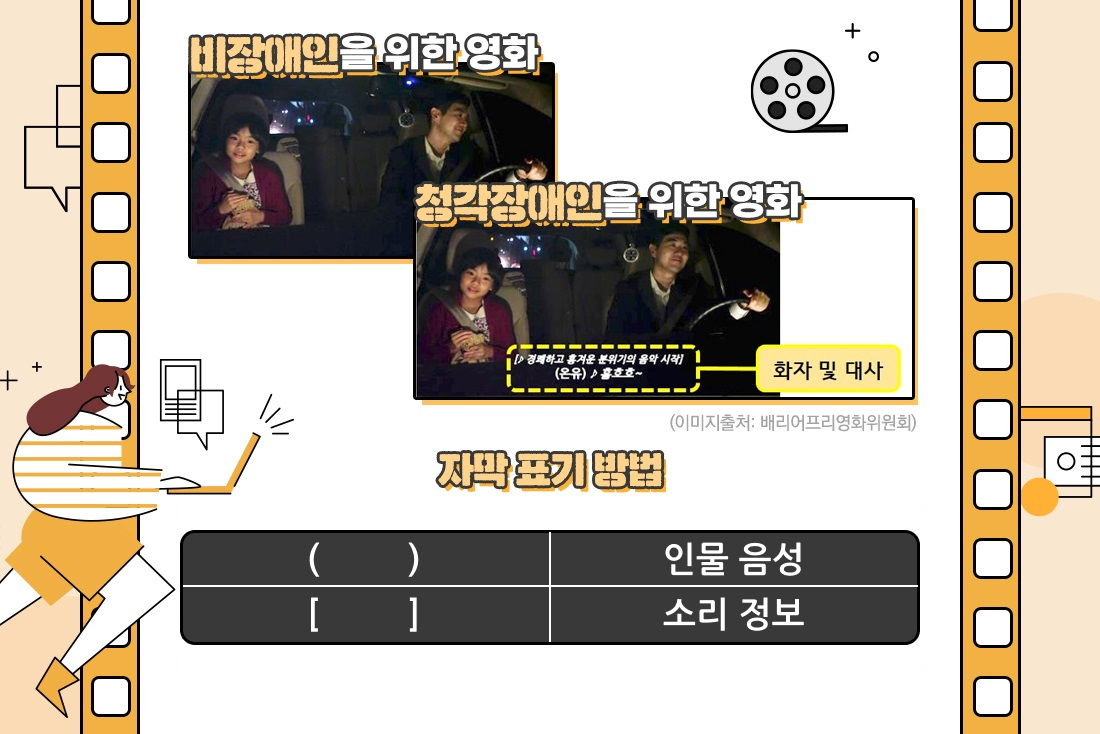 비장애인을 위한 영화
청각장애인을 위한 영화
[♪ 경쾌하고 흥겨운 분위기의 음악 시작]
(온유) ♪ 흠흐흐~
화자 및 대사
(이미지출처: 배리어프리영화위원회)
자막 표기 방법
( ) 인물 음성
[ ] 소리 정보